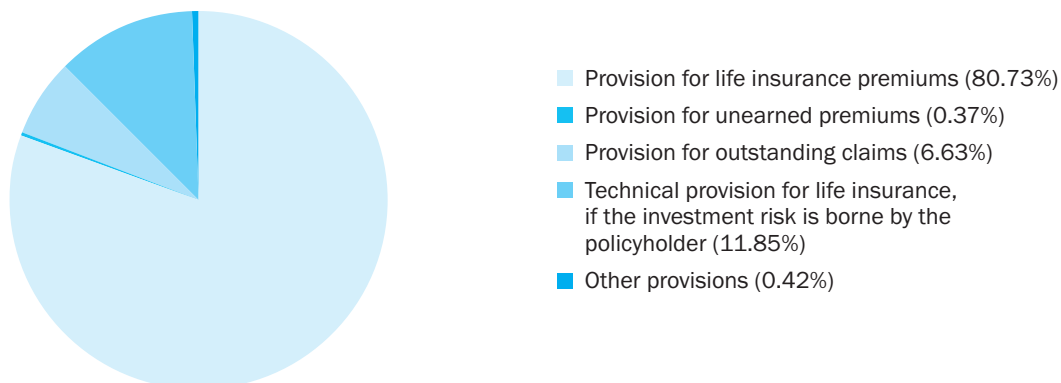 Provision for life insurance premiums (80.73%)
Provision for unearned premiums (0.37%)
Provision for outstanding claims (6.63%)
Technical provision for life insurance,
if the investment risk is borne by the
policyholder (11.85%)
Other provisions (0.42%)